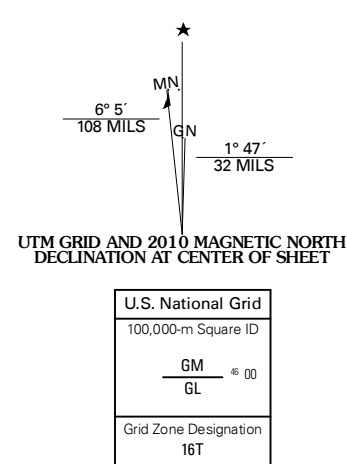 ★
MN
6° 5´
108 MILS
GN
1° 47´
32 MILS
UTM GRID AND 2010 MAGNETIC NORTH
DECLINATION AT CENTER OF SHEET
U.S. National Grid
100,000-m Square ID
GM
46 00
GL
Grid Zone Designation
16T